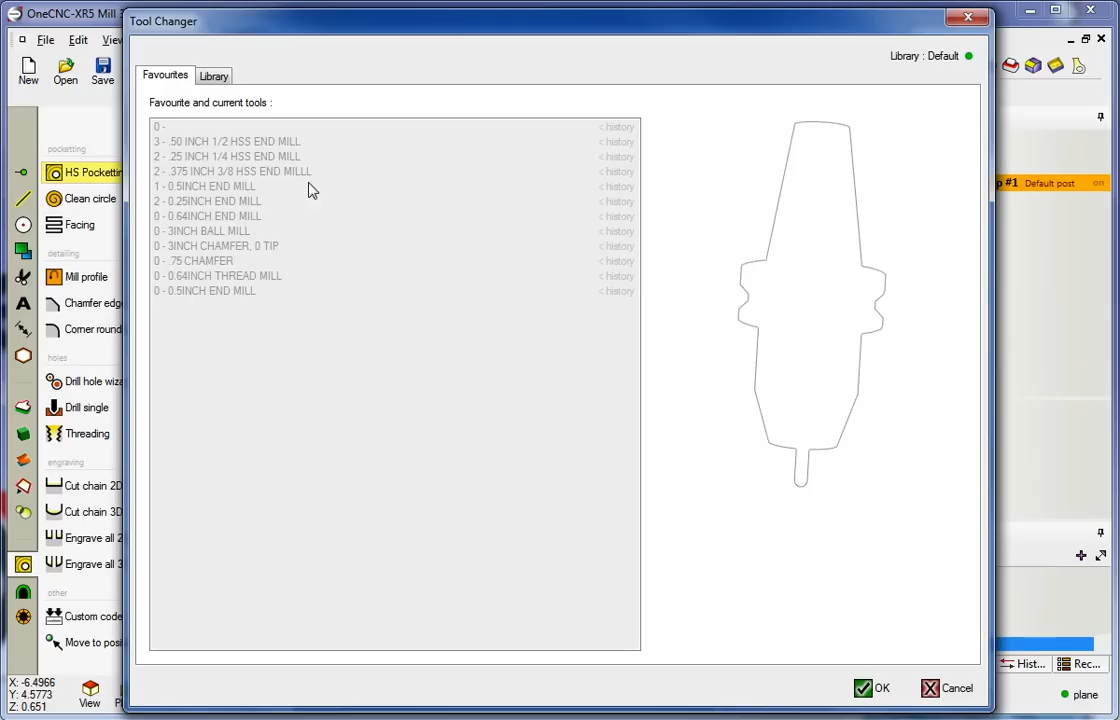 OneCNC-XR5 Mill
Tool Changer
File Edit View
Library : Default
New Open Save
Favourites Library
Favourite and current tools :
0 - < history
3 - .50 INCH 1/2 HSS END MILL < history
2 - .25 INCH 1/4 HSS END MILL < history
2 - .375 INCH 3/8 HSS END MILLL < history
1 - 0.5INCH END MILL < history
2 - 0.25INCH END MILL < history
0 - 0.64INCH END MILL < history
0 - 3INCH BALL MILL < history
0 - 3INCH CHAMFER, 0 TIP < history
0 - .75 CHAMFER < history
0 - 0.64INCH THREAD MILL < history
0 - 0.5INCH END MILL < history
pocketting
HS Pocketting
Clean circle
Facing
detailing
Mill profile
Chamfer edg
Corner round
holes
Drill hole wiza
Drill single
Threading
engraving
Cut chain 2D
Cut chain 3D
Engrave all 2
Engrave all 3
other
Custom code
Move to posi
p #1 Default post on
X: -6.4966
Y: 4.5773
Z: 0.651
View
OK Cancel
Hist... Rec...
plane